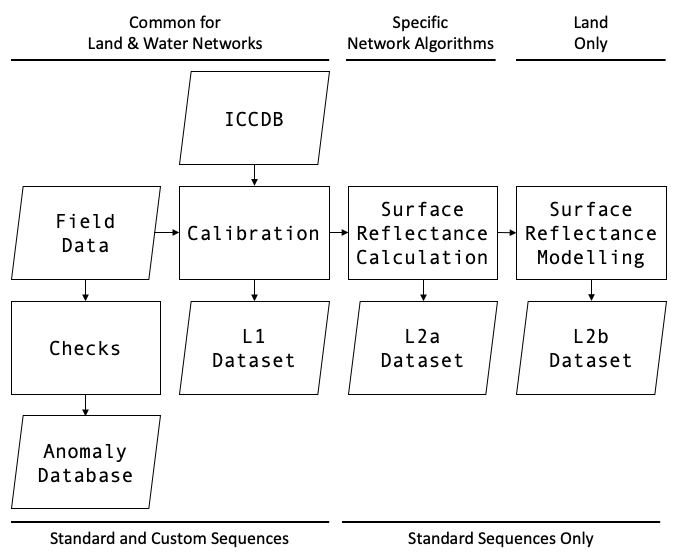 Common for
Land & Water Networks
Specific
Network Algorithms
Land
Only
ICCDB
Field
Data
Calibration
Surface
Reflectance
Calculation
Surface
Reflectance
Modelling
Checks
L1
Dataset
L2a
Dataset
L2b
Dataset
Anomaly
Database
Standard and Custom Sequences
Standard Sequences Only